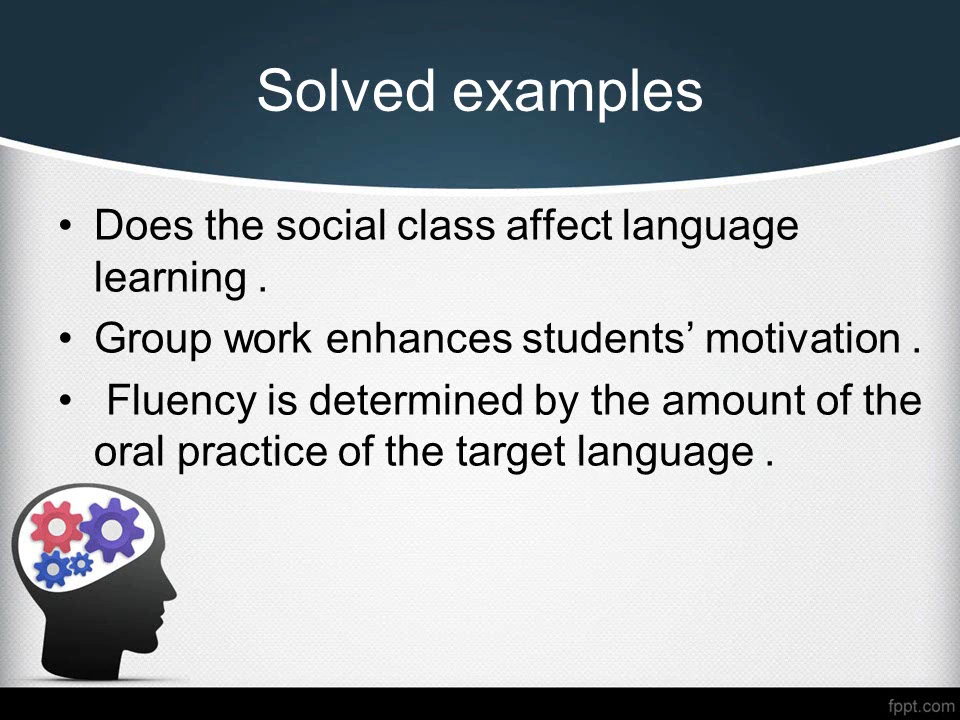 Solved examples
• Does the social class affect language
learning .
• Group work enhances students’ motivation .
• Fluency is determined by the amount of the
oral practice of the target language .
fppt.com